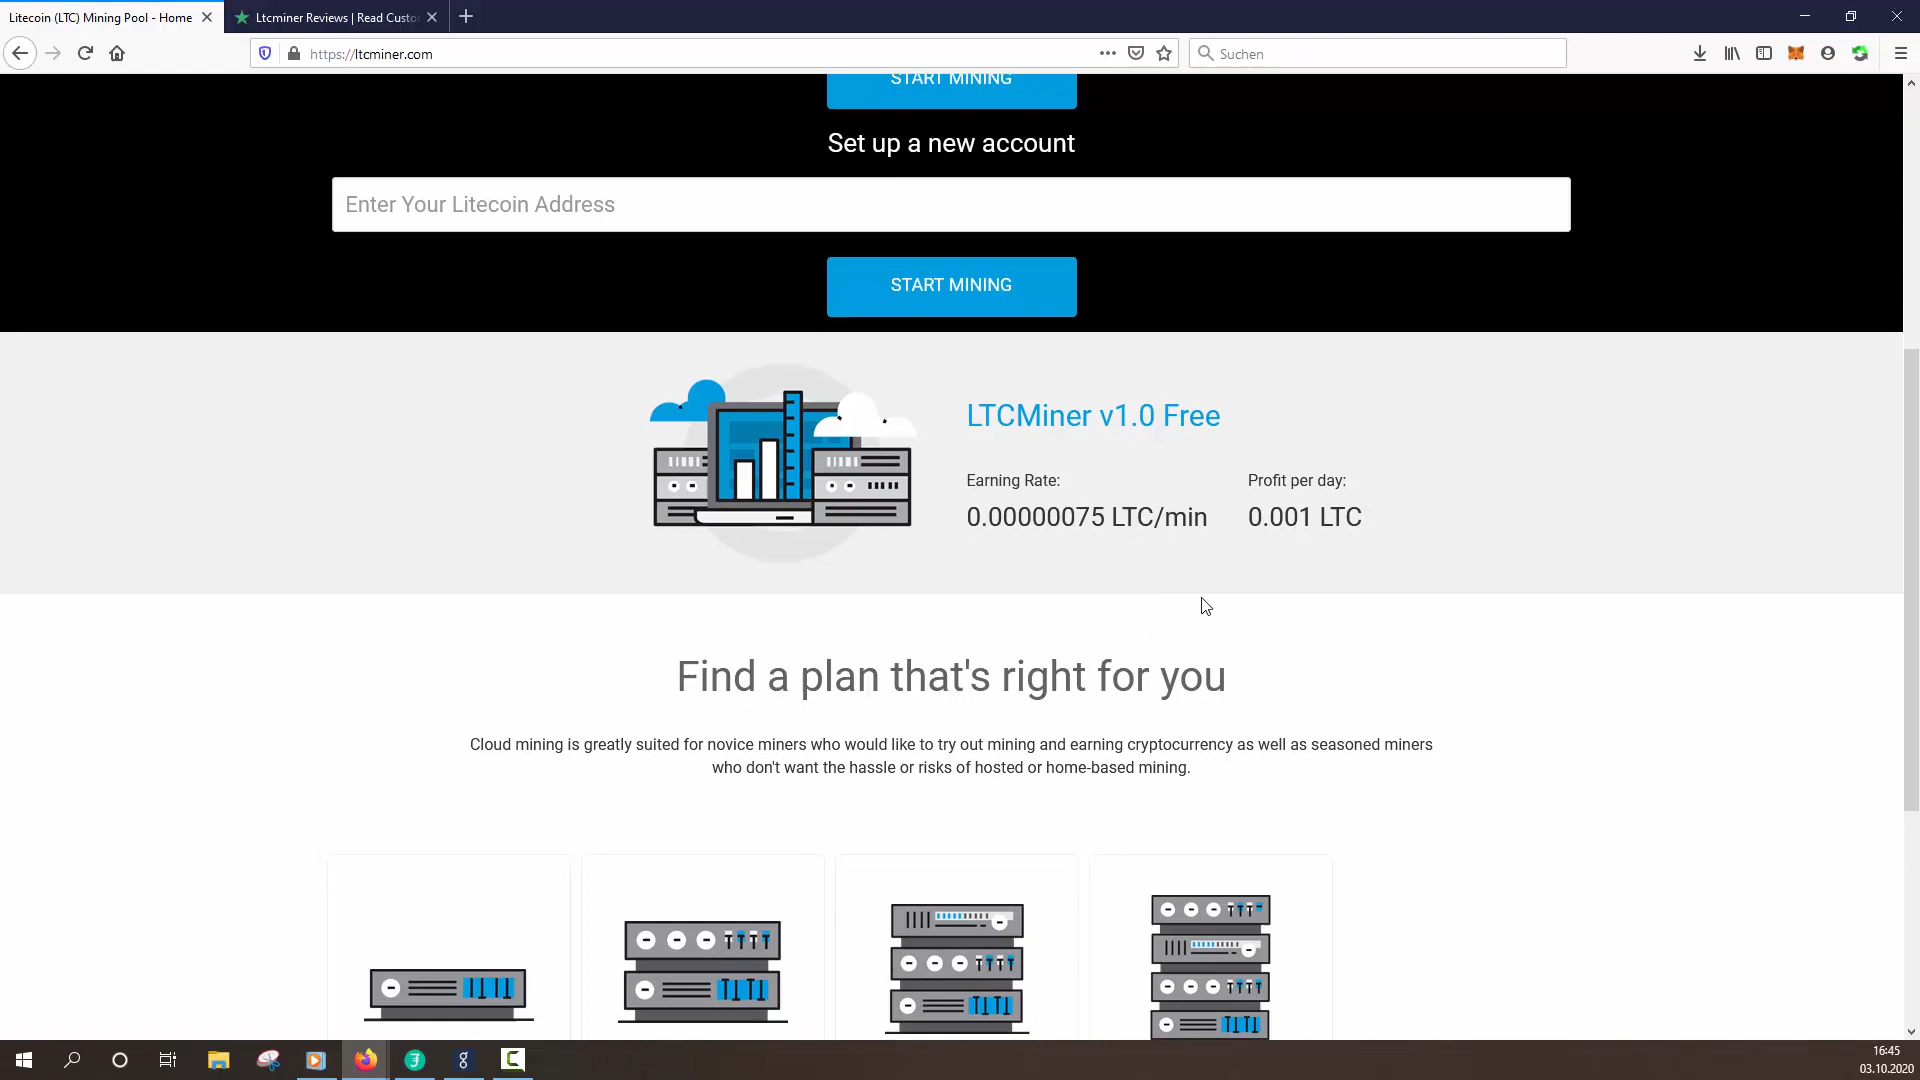 Litecoin (LTC) Mining Pool - Home
Ltcminer Reviews | Read Custo
https://ltcminer.com
Suchen
START MINING
Set up a new account
Enter Your Litecoin Address
START MINING
LTCMiner v1.0 Free
Earning Rate:
Profit per day:
0.00000075 LTC/min
0.001 LTC
Find a plan that's right for you
Cloud mining is greatly suited for novice miners who would like to try out mining and earning cryptocurrency as well as seasoned miners
who don't want the hassle or risks of hosted or home-based mining.
16:45
03.10.2020